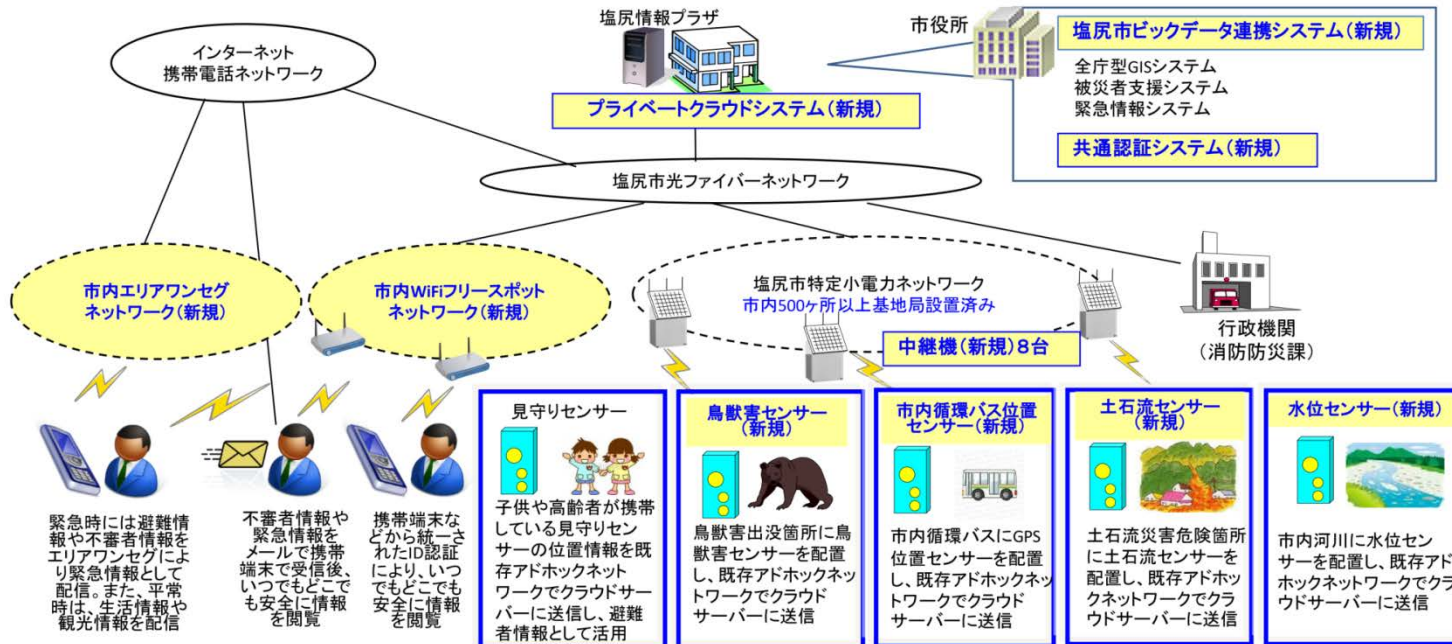 塩尻情報プラザ
市役所
塩尻市ビックデータ連携システム(新規)
インターネット
携帯電話ネットワーク
全庁型GISシステム
被災者支援システム
緊急情報システム
プライベートクラウドシステム(新規)
共通認証システム(新規)
塩尻市光ファイバーネットワーク
市内エリアワンセグ
ネットワーク(新規)
市内WiFiフリースポット
ネットワーク(新規)
塩尻市特定小電力ネットワーク
市内500ヶ所以上基地局設置済み
中継機(新規)8台
行政機関
(消防防災課)
緊急時には避難情
報や不審者情報を
エリアワンセグによ
り緊急情報として
配信。また、平常
時は、生活情報や
観光情報を配信
不審者情報や
緊急情報を
メールで携帯
端末で受信後、
いつでもどこで
も安全に情報
を閲覧
携帯端末な
どから統一さ
れたID認証
により、いつ
でもどこでも
安全に情報
を閲覧
見守りセンサー
子供や高齢者が携帯
している見守りセン
サーの位置情報を既
存アドホックネット
ワークでクラウドサー
バーに送信し、避難
者情報として活用
鳥獣害センサー
(新規)
鳥獣害出没箇所に鳥
獣害センサーを配置
し、既存アドホックネッ
トワークでクラウド
サーバーに送信
市内循環バス位置
センサー(新規)
市内循環バスにGPS
位置センサーを配置
し、既存アドホックネッ
トワークでクラウド
サーバーに送信
土石流センサー
(新規)
土石流災害危険箇所
に土石流センサーを
配置し、既存アドホッ
クネットワークでクラ
ウドサーバーに送信
水位センサー(新規)
市内河川に水位セン
サーを配置し、既存アド
ホックネットワークでクラ
ウドサーバーに送信